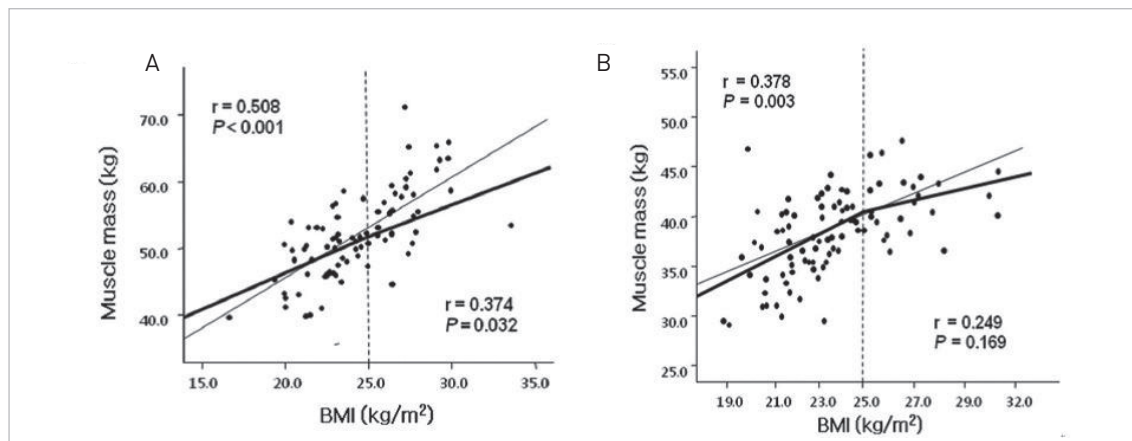 A
r = 0.508
P < 0.001
r = 0.374
P = 0.032
Muscle mass (kg)
70.0
60.0
50.0
40.0
15.0 20.0 25.0 30.0 35.0
BMI (kg/m²)
B
r = 0.378
P = 0.003
r = 0.249
P = 0.169
Muscle mass (kg)
55.0
50.0
45.0
40.0
35.0
30.0
25.0
19.0 21.0 23.0 25.0 27.0 29.0 32.0
BMI (kg/m²)